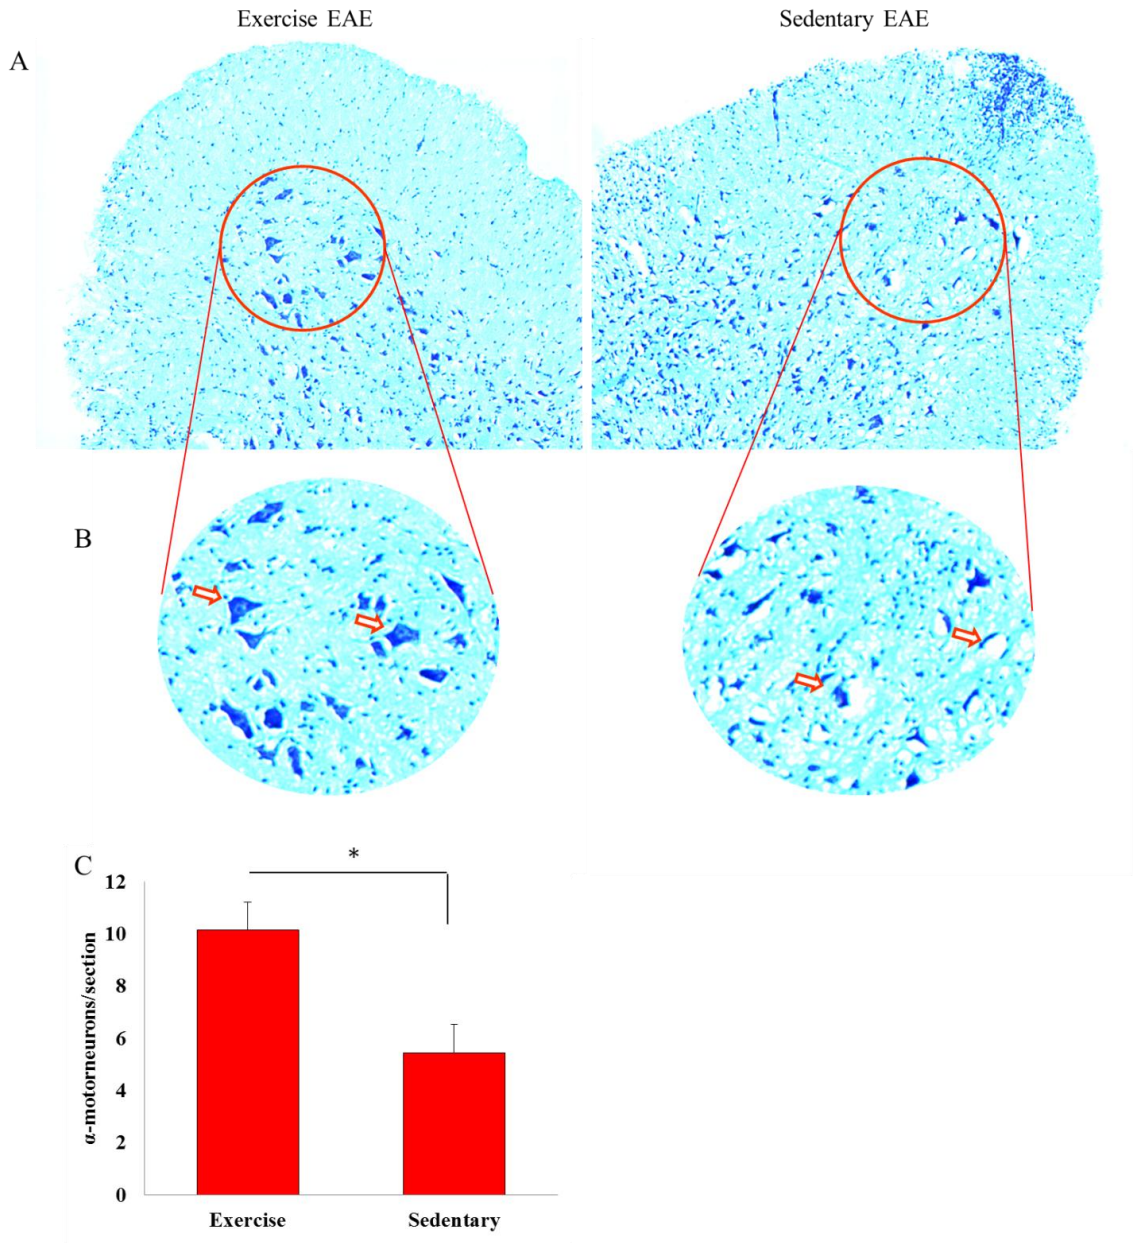 Exercise EAE
Sedentary EAE
A
B
C
*
12
10
8
6
4
2
0
α-motorneurons/section
Exercise
Sedentary